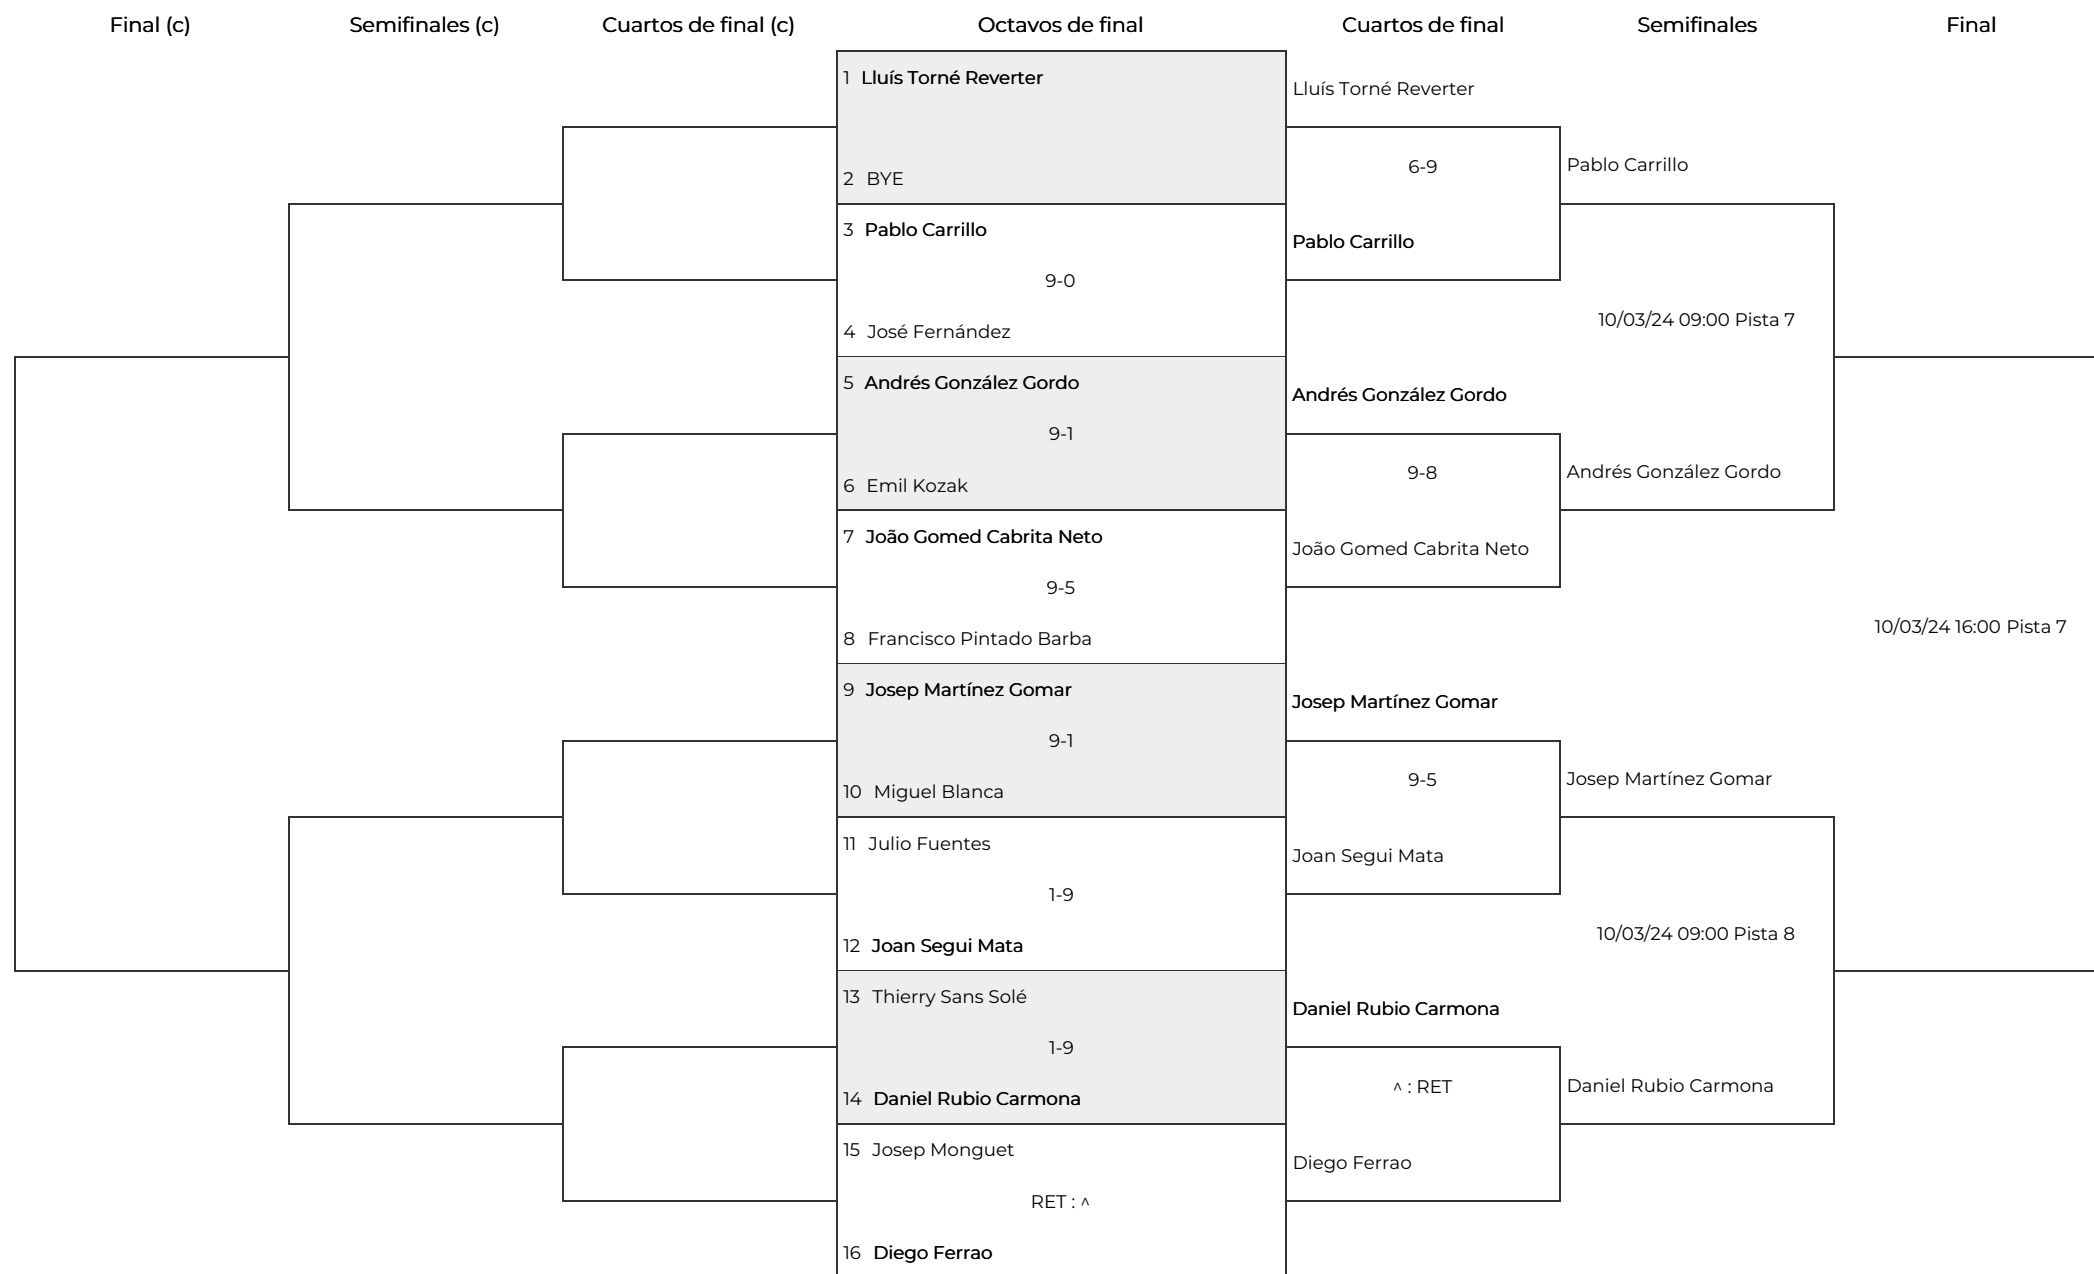 Final (c)
Semifinales (c)
Cuartos de final (c)
Octavos de final
Cuartos de final
Semifinales
Final
1 Lluís Torné Reverter
2 BYE
3 Pablo Carrillo
9-0
4 José Fernández
5 Andrés González Gordo
9-1
6 Emil Kozak
7 João Gomed Cabrita Neto
9-5
8 Francisco Pintado Barba
9 Josep Martínez Gomar
9-1
10 Miguel Blanca
11 Julio Fuentes
1-9
12 Joan Segui Mata
13 Thierry Sans Solé
1-9
14 Daniel Rubio Carmona
15 Josep Monguet
RET : ^
16 Diego Ferrao
Lluís Torné Reverter
6-9
Pablo Carrillo
Andrés González Gordo
9-8
João Gomed Cabrita Neto
Josep Martínez Gomar
9-5
Joan Segui Mata
Daniel Rubio Carmona
^ : RET
Diego Ferrao
Pablo Carrillo
10/03/24 09:00 Pista 7
Andrés González Gordo
Josep Martínez Gomar
10/03/24 09:00 Pista 8
Daniel Rubio Carmona
10/03/24 16:00 Pista 7